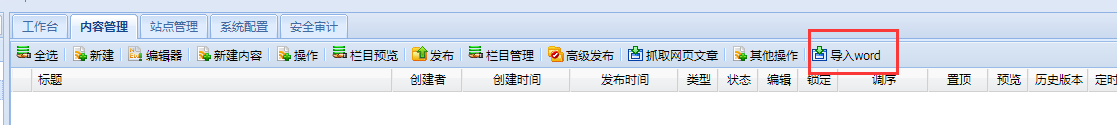 工作台 内容管理 站点管理 系统配置 安全审计
全选 新建 编辑器 新建内容 操作 栏目预览 发布 栏目管理 高级发布 抓取网页文章 其他操作 导入word
标题 创建者 创建时间 发布时间 类型 状态 编辑 锁定 调序 置顶 预览 历史版本 定时